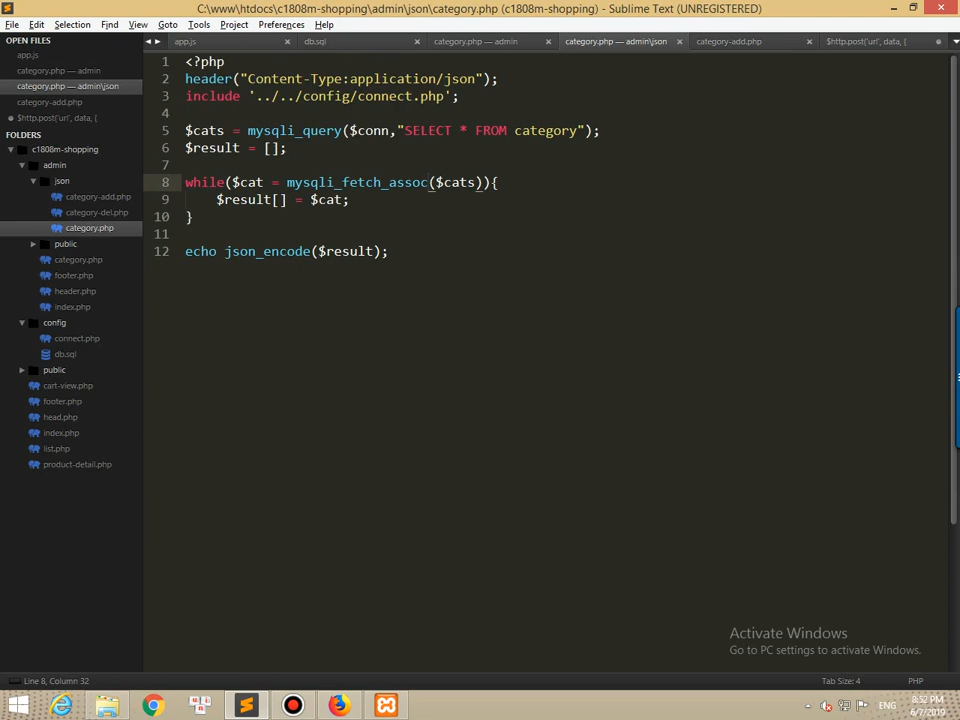 C:\www\htdocs\c1808m-shopping\admin\json\category.php (c1808m-shopping) - Sublime Text (UNREGISTERED)
File Edit Selection Find View Goto Tools Project Preferences Help
OPEN FILES
app.js
category.php — admin
category.php — admin\json
category-add.php
$http.post('url', data, {
FOLDERS
c1808m-shopping
admin
json
category-add.php
category-del.php
category.php
public
category.php
footer.php
header.php
index.php
config
connect.php
db.sql
public
cart-view.php
footer.php
head.php
index.php
list.php
product-detail.php
app.js db.sql category.php — admin category.php — admin\json category-add.php $http.post('url', data, {
1 <?php
2 header("Content-Type:application/json");
3 include '../../config/connect.php';
4
5 $cats = mysqli_query($conn,"SELECT * FROM category");
6 $result = [];
7
8 while($cat = mysqli_fetch_assoc($cats)){
9 $result[] = $cat;
10 }
11
12 echo json_encode($result);
Activate Windows
Go to PC settings to activate Windows.
Line 8, Column 32
Tab Size: 4
PHP
ENG
8:52 PM
6/7/2019